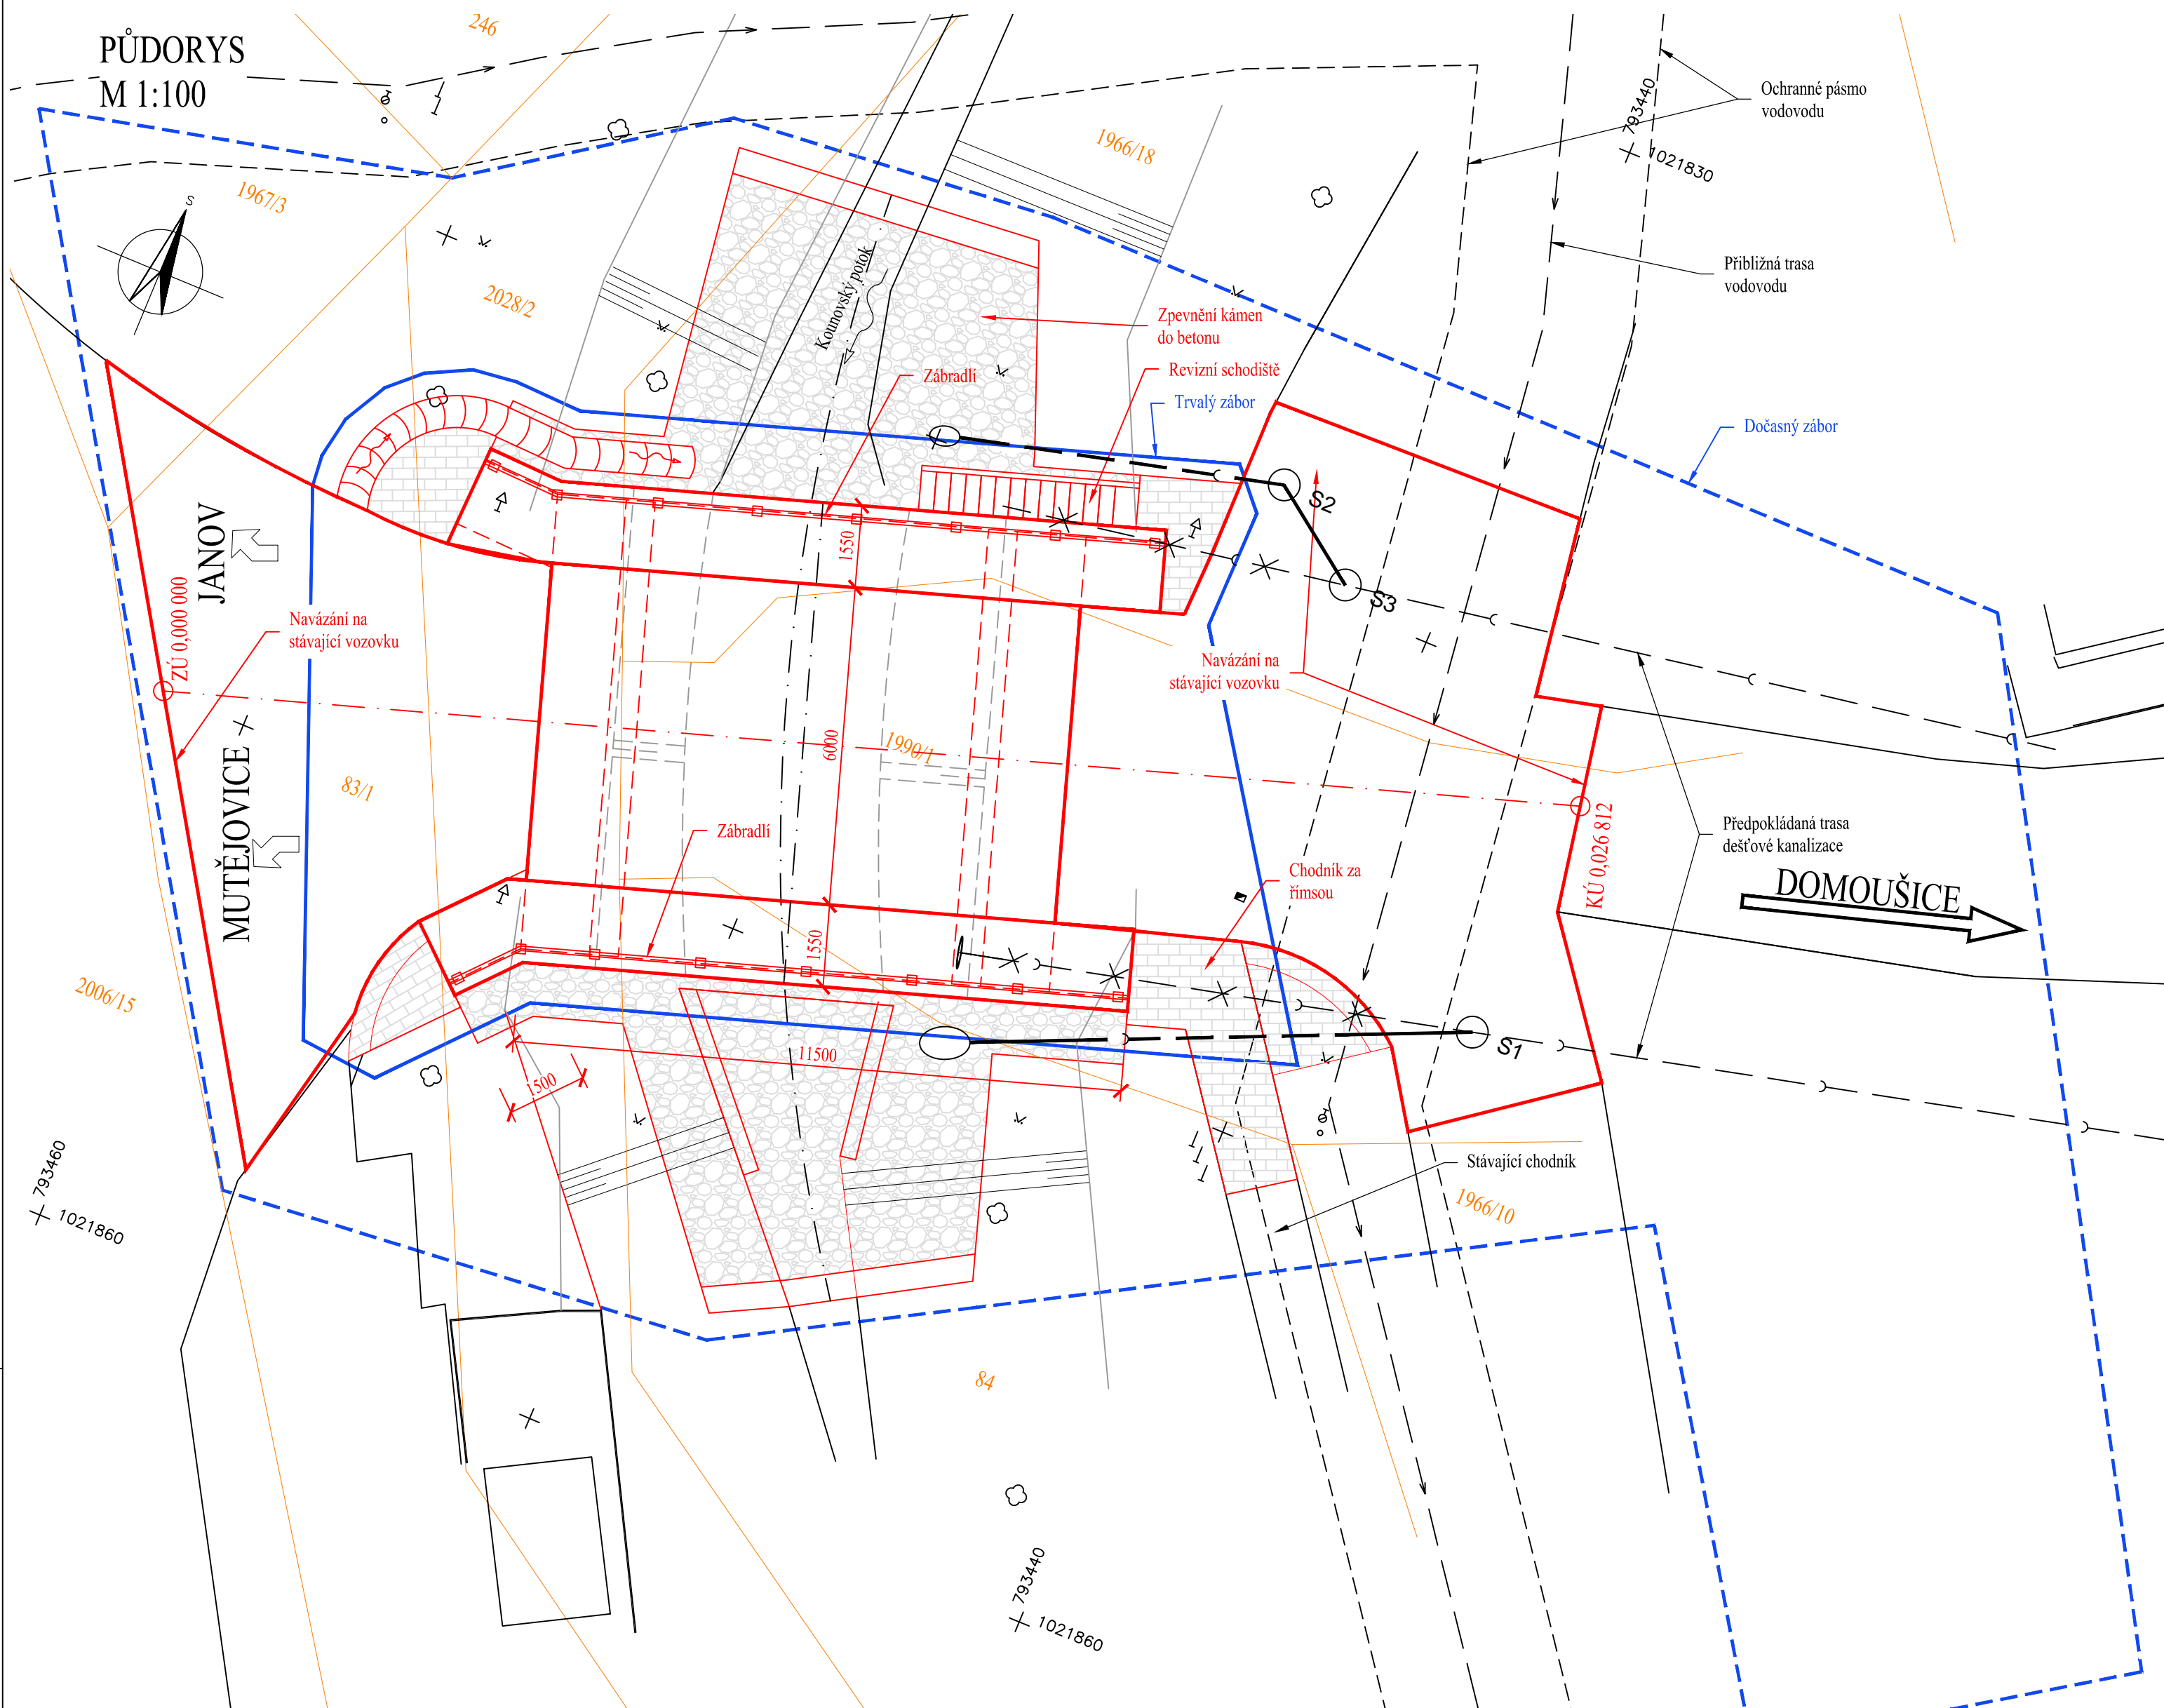 PŮDORYS
M 1:100
246
1966/18
793440
1021830
Ochranné pásmo
vodovodu
1967/3
S
2028/2
Kounovský potok
Přibližná trasa
vodovodu
Zpevnění kámen
do betonu
Revizní schodiště
Zábradlí
Trvalý zábor
Dočasný zábor
JANOV
S2
1550
ZÚ 0,000 000
Navázání na
stávající vozovku
S3
Navázání na
stávající vozovku
6000
1990/1
83/1
MUTĚJOVICE
Zábradlí
Předpokládaná trasa
dešťové kanalizace
KÚ 0,026 812
Chodník za
římsou
DOMOUŠICE
1550
2006/15
11500
S1
1500
Stávající chodník
1966/10
793460
1021860
84
793440
1021860